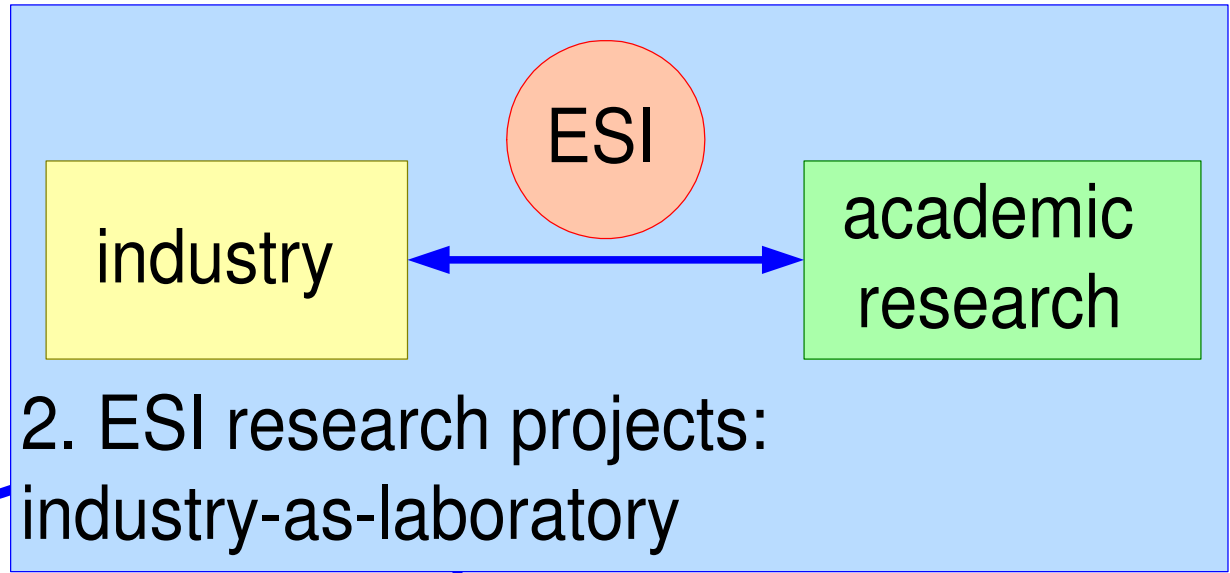 ESI
industry
academic
research
2. ESI research projects:
industry-as-laboratory